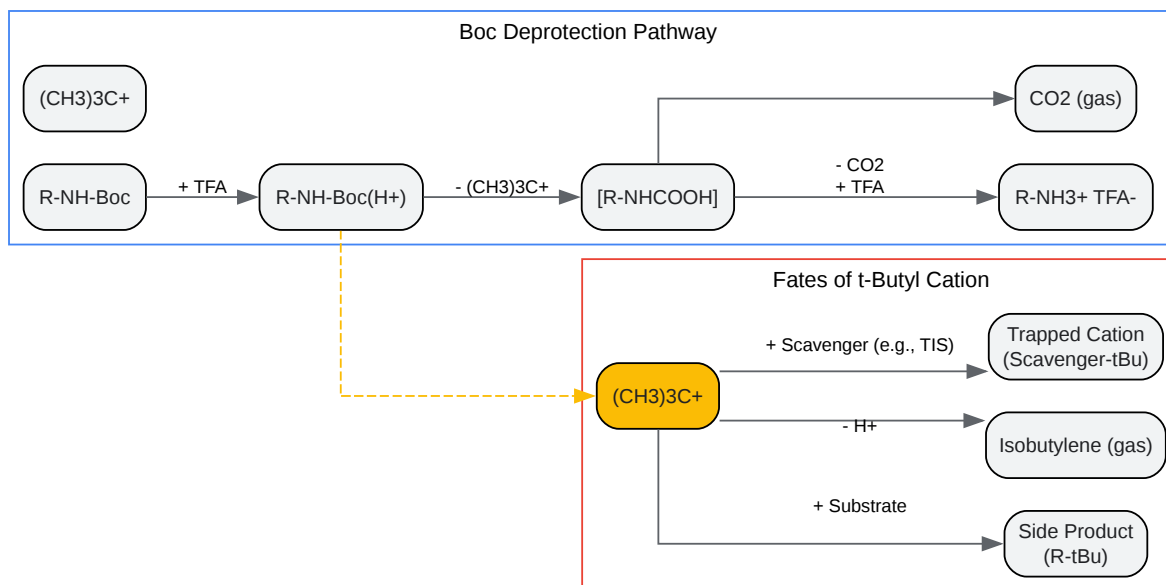 Boc Deprotection Pathway
(CH3)3C+
CO2 (gas)
R-NH-Boc
+ TFA
R-NH-Boc(H+)
- (CH3)3C+
[R-NHCOOH]
- CO2
+ TFA
R-NH3+ TFA-
Fates of t-Butyl Cation
(CH3)3C+
+ Scavenger (e.g., TIS)
Trapped Cation
(Scavenger-tBu)
- H+
Isobutylene (gas)
+ Substrate
Side Product
(R-tBu)